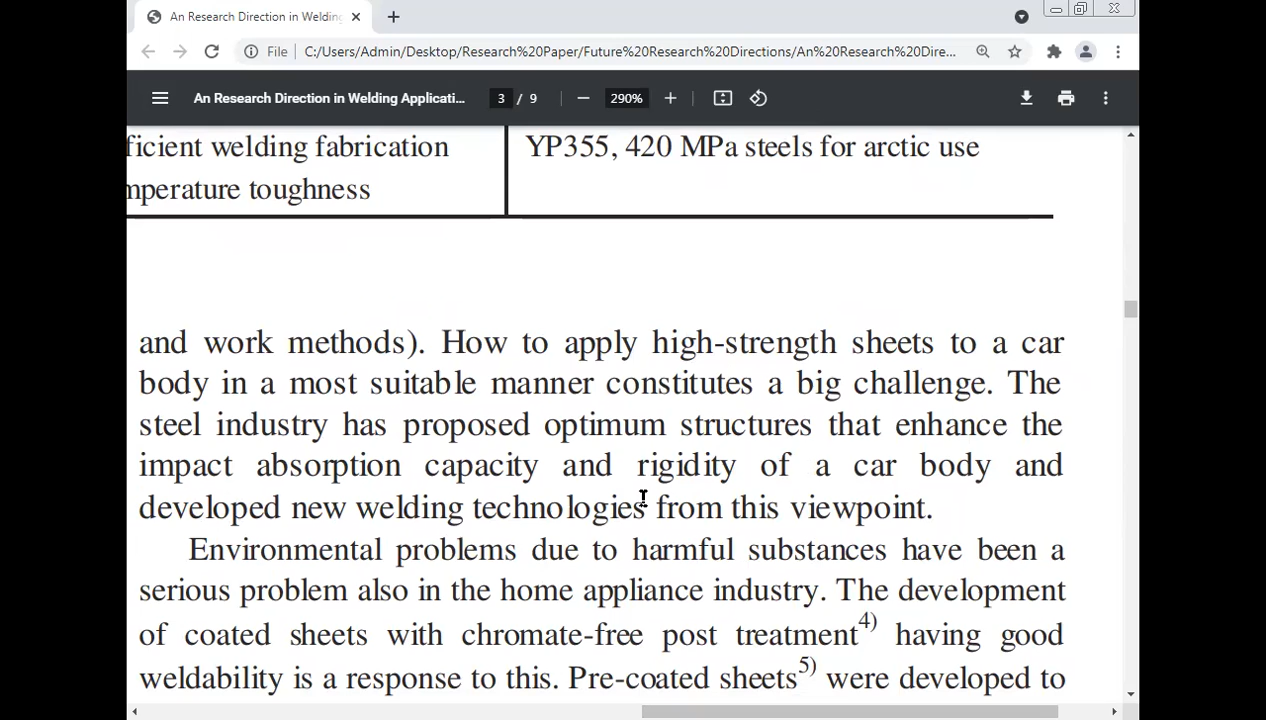 An Research Direction in Welding
File C:/Users/Admin/Desktop/Research%20Paper/Future%20Research%20Directions/An%20Research%20Dire...
An Research Direction in Welding Applicati... 3 / 9 290%
ficient welding fabrication
mperature toughness
YP355, 420 MPa steels for arctic use
and work methods). How to apply high-strength sheets to a car
body in a most suitable manner constitutes a big challenge. The
steel industry has proposed optimum structures that enhance the
impact absorption capacity and rigidity of a car body and
developed new welding technologies from this viewpoint.
Environmental problems due to harmful substances have been a
serious problem also in the home appliance industry. The development
of coated sheets with chromate-free post treatment4) having good
weldability is a response to this. Pre-coated sheets5) were developed to